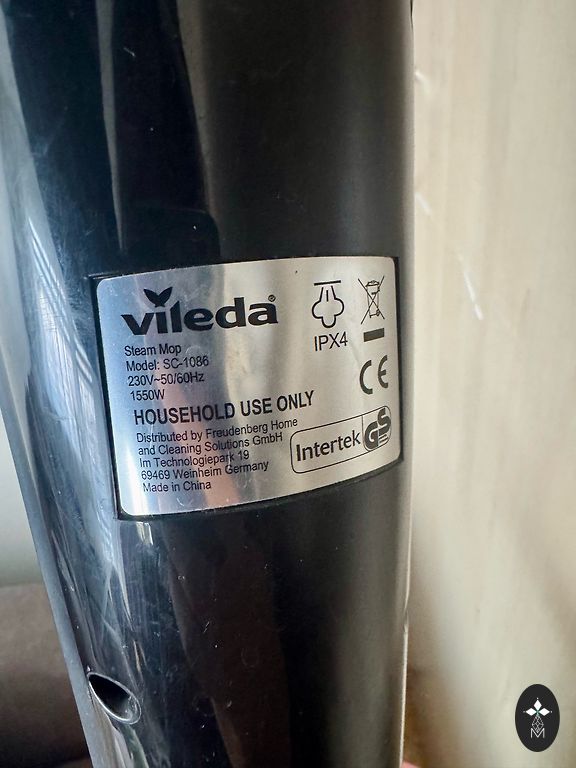 vileda®
Steam Mop
Model: SC-1086
230V~50/60Hz
1550W
IPX4
CE
HOUSEHOLD USE ONLY
Distributed by Freudenberg Home
and Cleaning Solutions GmbH
Im Technologiepark 19
69469 Weinheim Germany
Made in China
Intertek GS
M